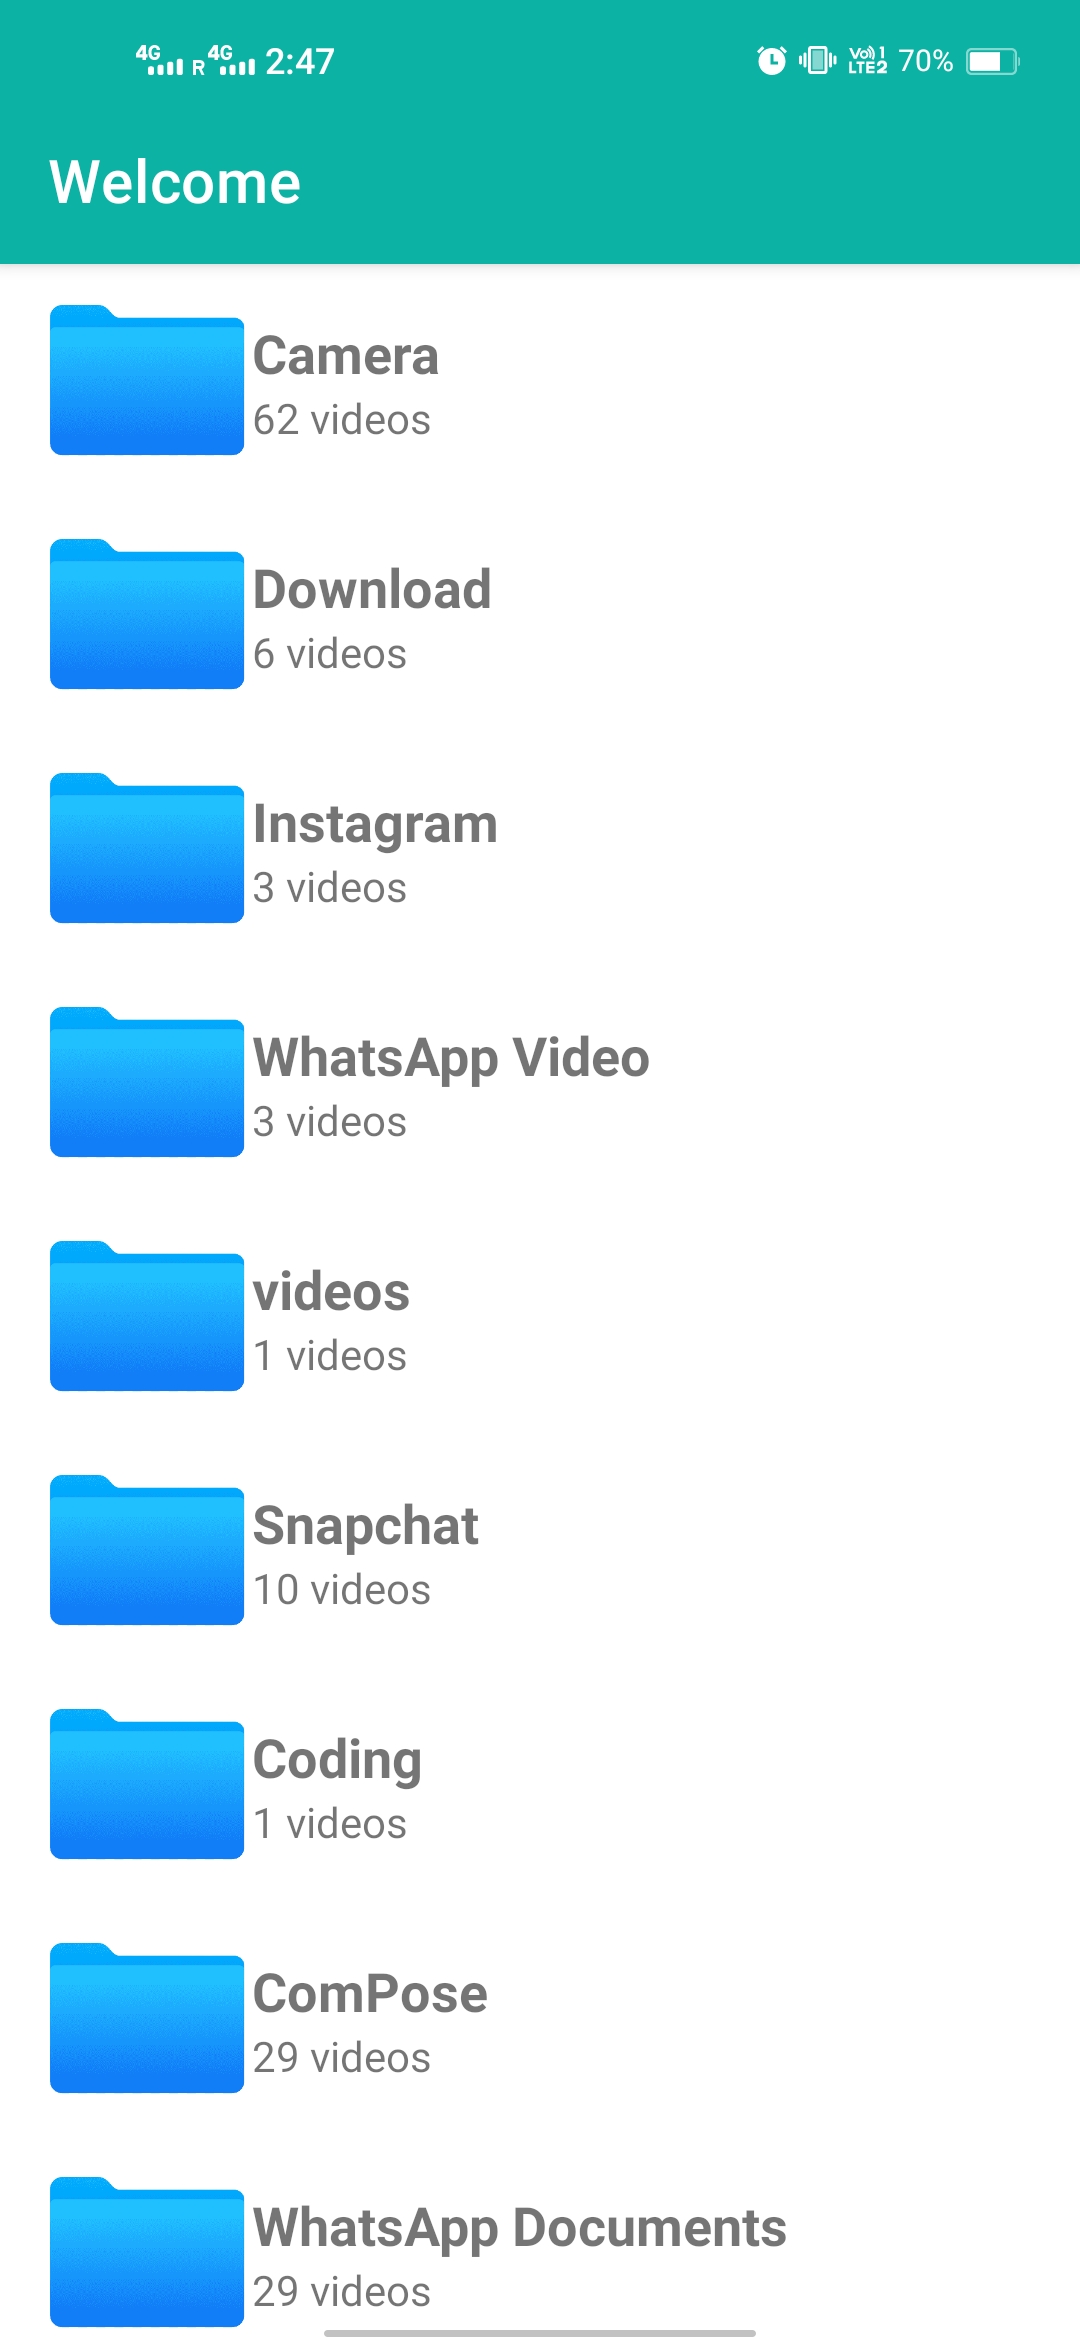 4G R 4G 2:47 Vo)) 1 LTE2 70%
Welcome
Camera
62 videos
Download
6 videos
Instagram
3 videos
WhatsApp Video
3 videos
videos
1 videos
Snapchat
10 videos
Coding
1 videos
ComPose
29 videos
WhatsApp Documents
29 videos